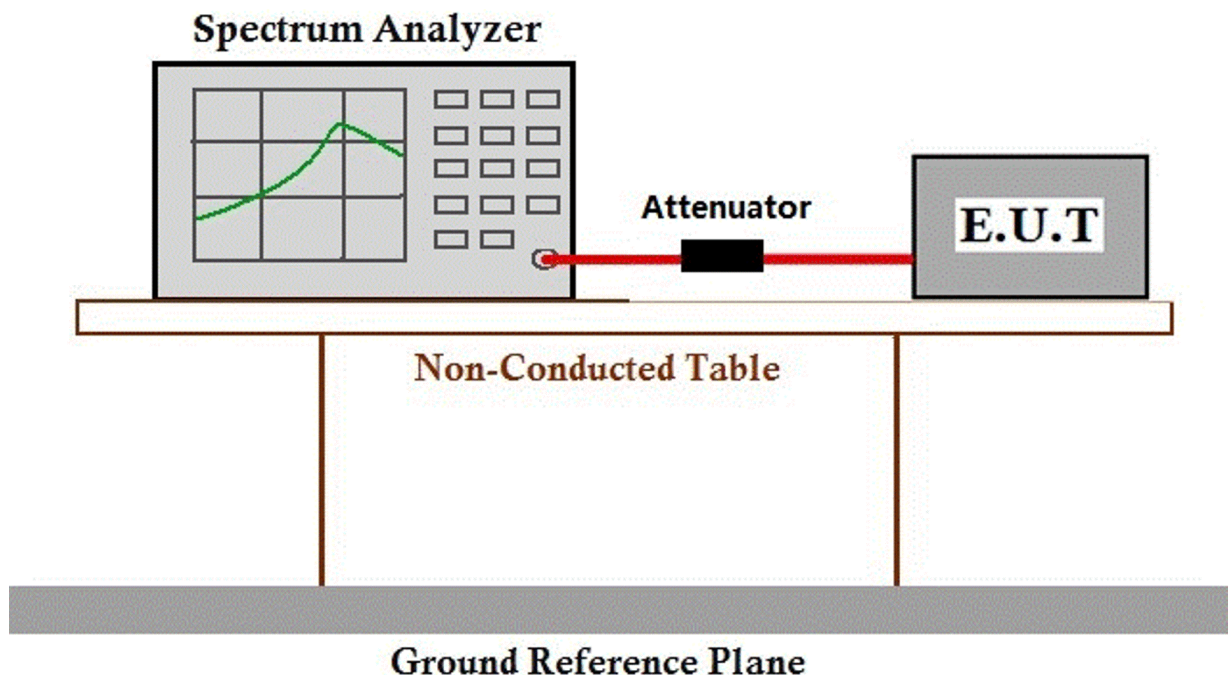 Spectrum Analyzer
Attenuator
E.U.T
Non-Conducted Table
Ground Reference Plane